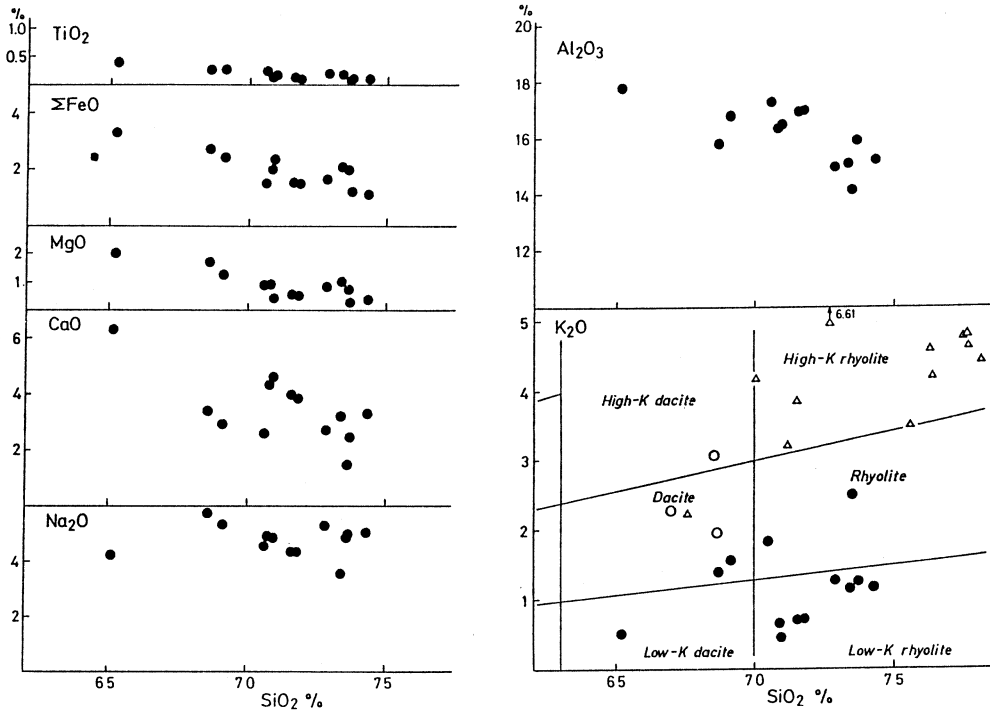 %
1.0
TiO₂
0.5
ΣFeO
4
2
MgO
2
1.
CaO
6
4
2
Na₂O
4
2
65
70
75
SiO₂ %
%
20
Al₂O₃
18
16
14
12
10
K₂O
5
4
3
2
1
6.61
High-K rhyolite
High-K dacite
Rhyolite
Dacite
Low-K dacite
Low-K rhyolite
65
70
75
SiO₂ %